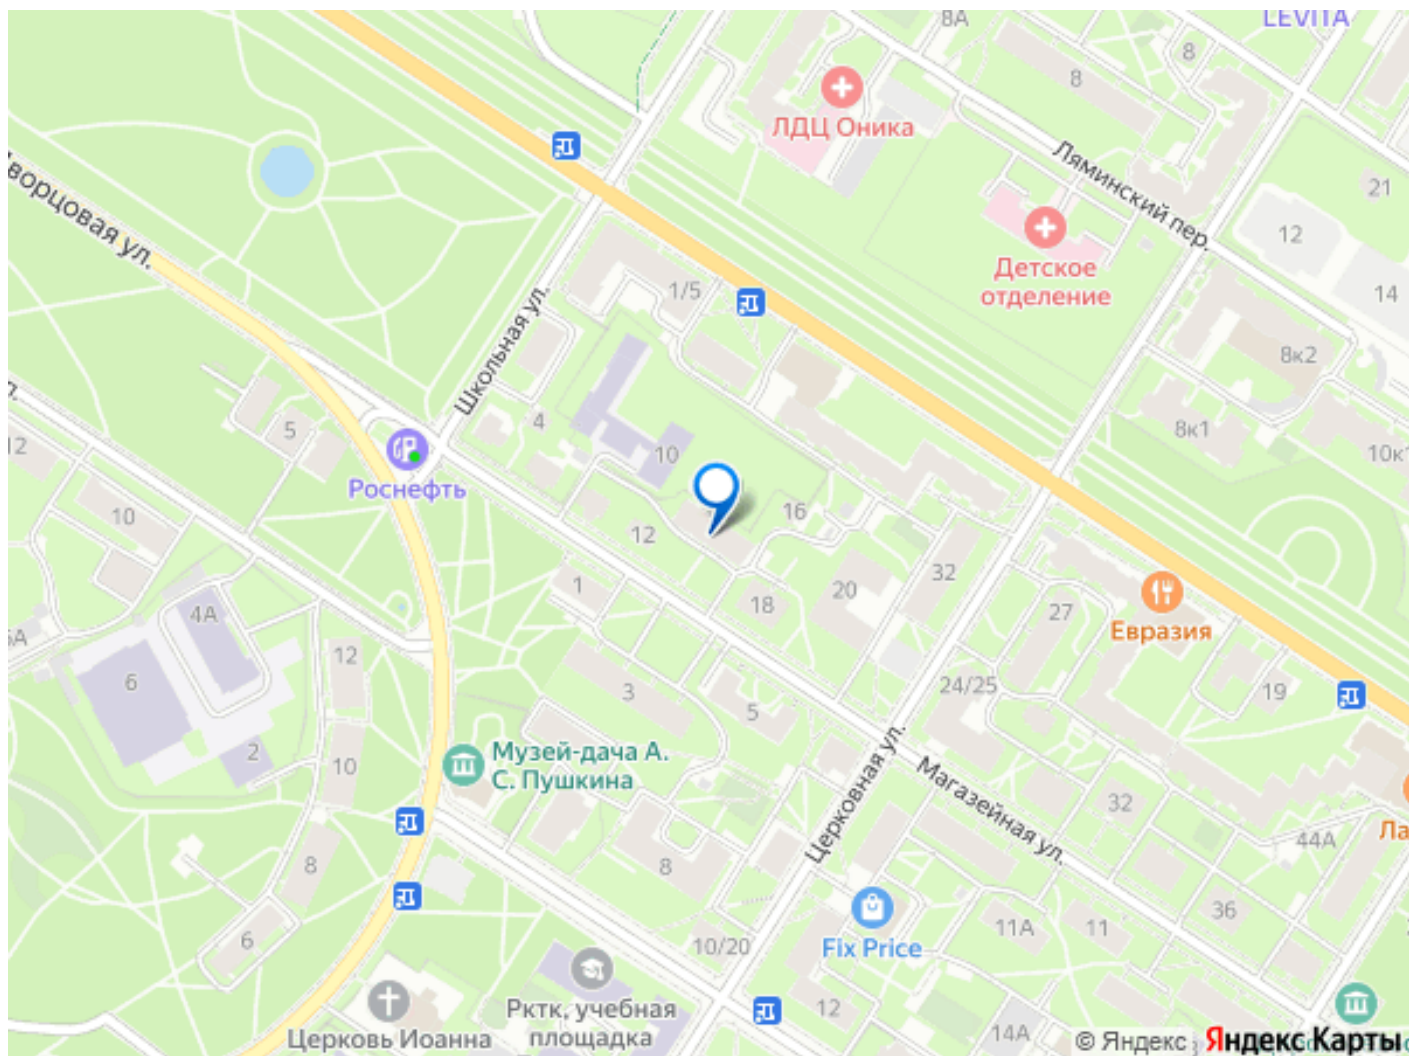 8А
LEVITA
8
8
ЛДЦ Оника
Ляминский пер.
21
12
Детское
отделение
14
Дворцовая ул.
1/5
Школьная ул.
8к2
4
5
8к1
12
10
10к1
Роснефть
10
16
12
32
20
1
18
27
4А
Евразия
12
6
3
24/25
19
5
2
10
Музей-дача А.
С. Пушкина
Церковная ул.
Магазейная ул.
32
44А
8
8
36
11А
11
6
10/20
Fix Price
Рктк, учебная
площадка
12
Церковь Иоанна
14А
© Яндекс
Яндекс Карты